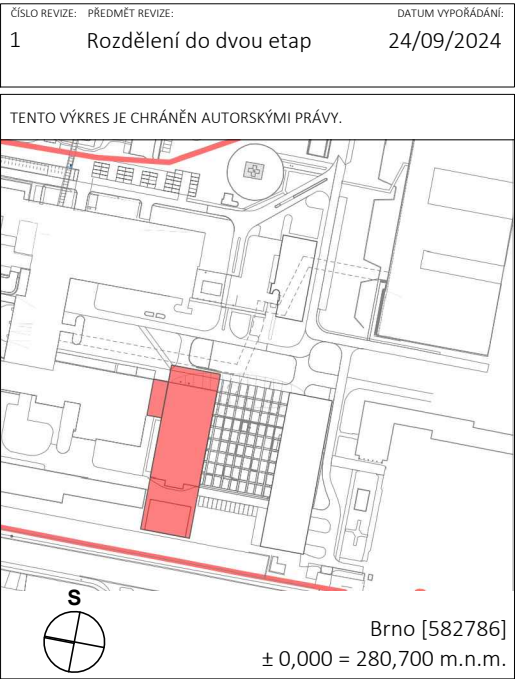 ČÍSLO REVIZE: PŘEDMĚT REVIZE: DATUM VYPOŘÁDÁNÍ:
1 Rozdělení do dvou etap 24/09/2024
TENTO VÝKRES JE CHRÁNĚN AUTORSKÝMI PRÁVY.
S
Brno [582786]
± 0,000 = 280,700 m.n.m.